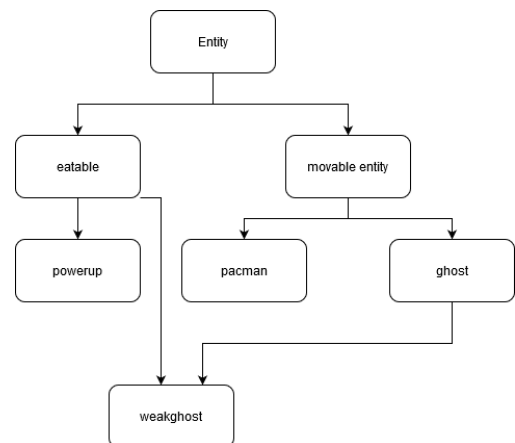 Entity
eatable
movable entity
powerup
pacman
ghost
weakghost